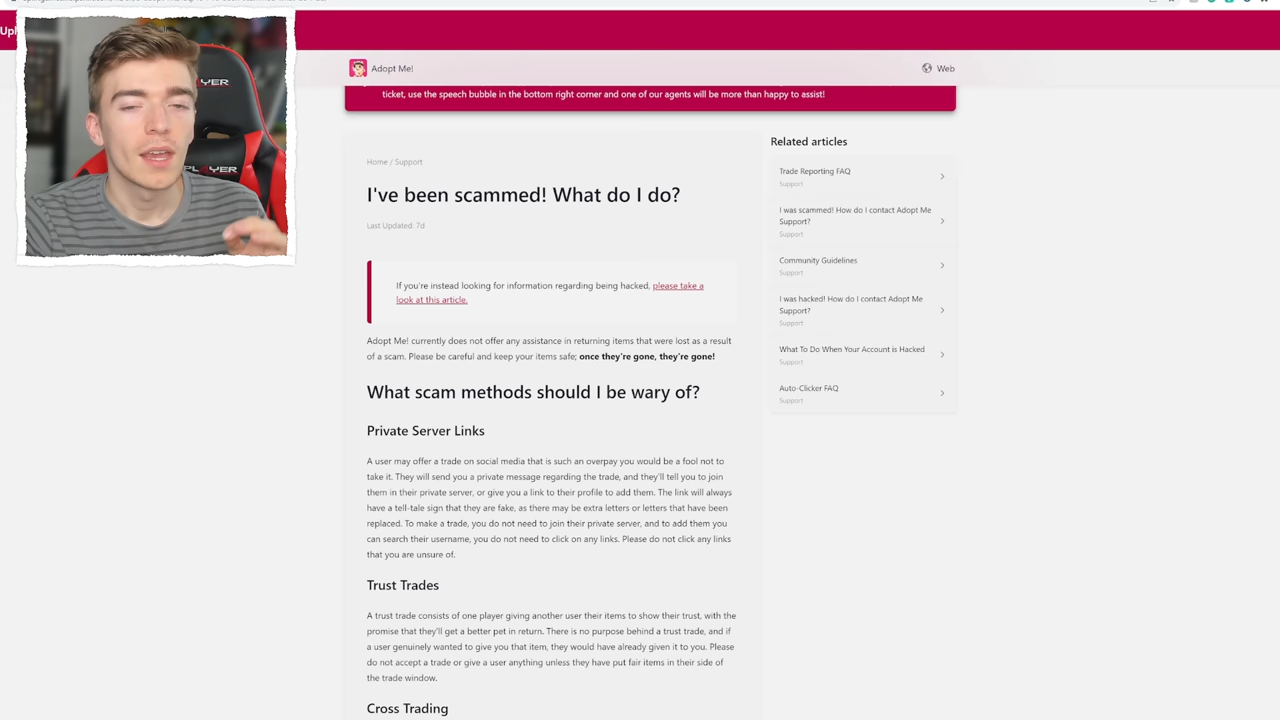 Upl
YER
PLAYER
Adopt Me!
Web
ticket, use the speech bubble in the bottom right corner and one of our agents will be more than happy to assist!
Home / Support
I've been scammed! What do I do?
Last Updated: 7d
If you're instead looking for information regarding being hacked, please take a
look at this article.
Adopt Me! currently does not offer any assistance in returning items that were lost as a result
of a scam. Please be careful and keep your items safe; once they're gone, they're gone!
What scam methods should I be wary of?
Private Server Links
A user may offer a trade on social media that is such an overpay you would be a fool not to
take it. They will send you a private message regarding the trade, and they'll tell you to join
them in their private server, or give you a link to their profile to add them. The link will always
have a tell-tale sign that they are fake, as there may be extra letters or letters that have been
replaced. To make a trade, you do not need to join their private server, and to add them you
can search their username, you do not need to click on any links. Please do not click any links
that you are unsure of.
Trust Trades
A trust trade consists of one player giving another user their items to show their trust, with the
promise that they'll get a better pet in return. There is no purpose behind a trust trade, and if
a user genuinely wanted to give you that item, they would have already given it to you. Please
do not accept a trade or give a user anything unless they have put fair items in their side of
the trade window.
Cross Trading
Related articles
Trade Reporting FAQ
Support
I was scammed! How do I contact Adopt Me
Support?
Support
Community Guidelines
Support
I was hacked! How do I contact Adopt Me
Support?
Support
What To Do When Your Account is Hacked
Support
Auto-Clicker FAQ
Support